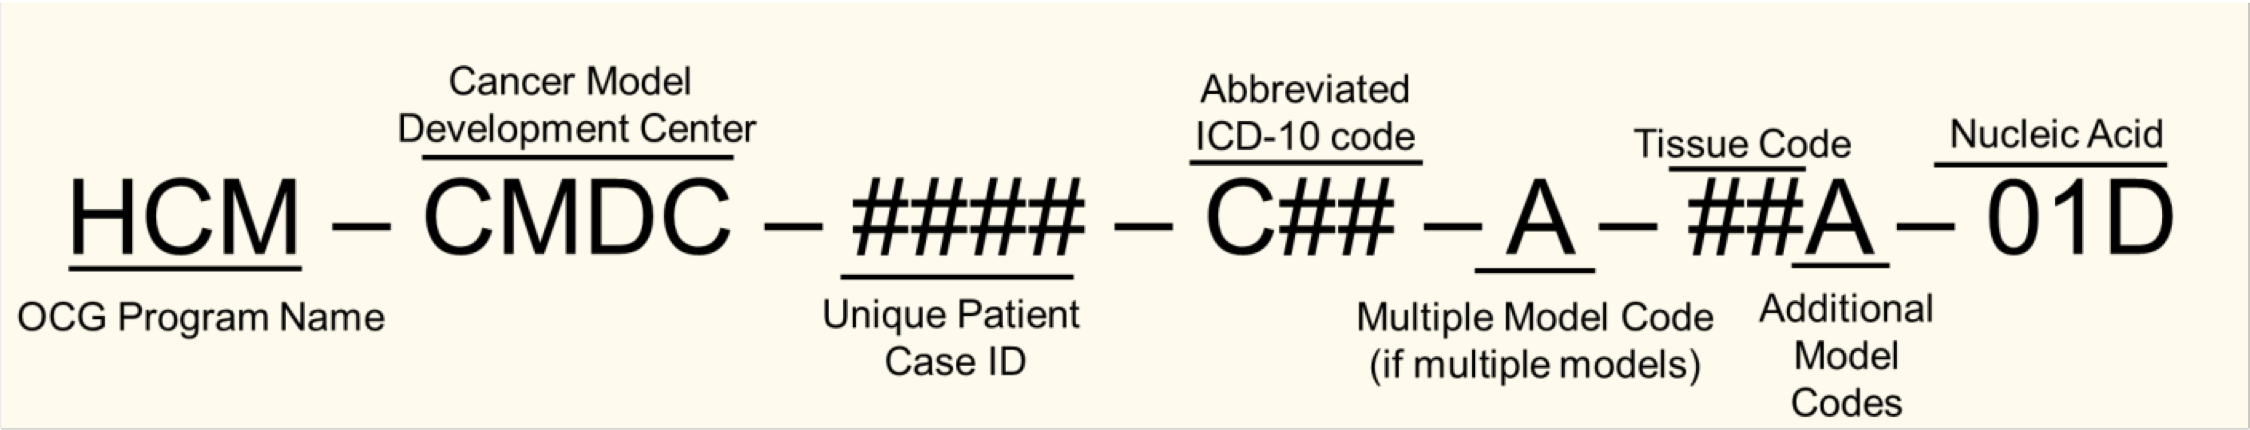 Cancer Model
Development Center
Abbreviated
ICD-10 code
Tissue Code
Nucleic Acid
HCM – CMDC – #### – C## – A – ##A – 01D
OCG Program Name
Unique Patient
Case ID
Multiple Model Code
(if multiple models)
Additional
Model
Codes